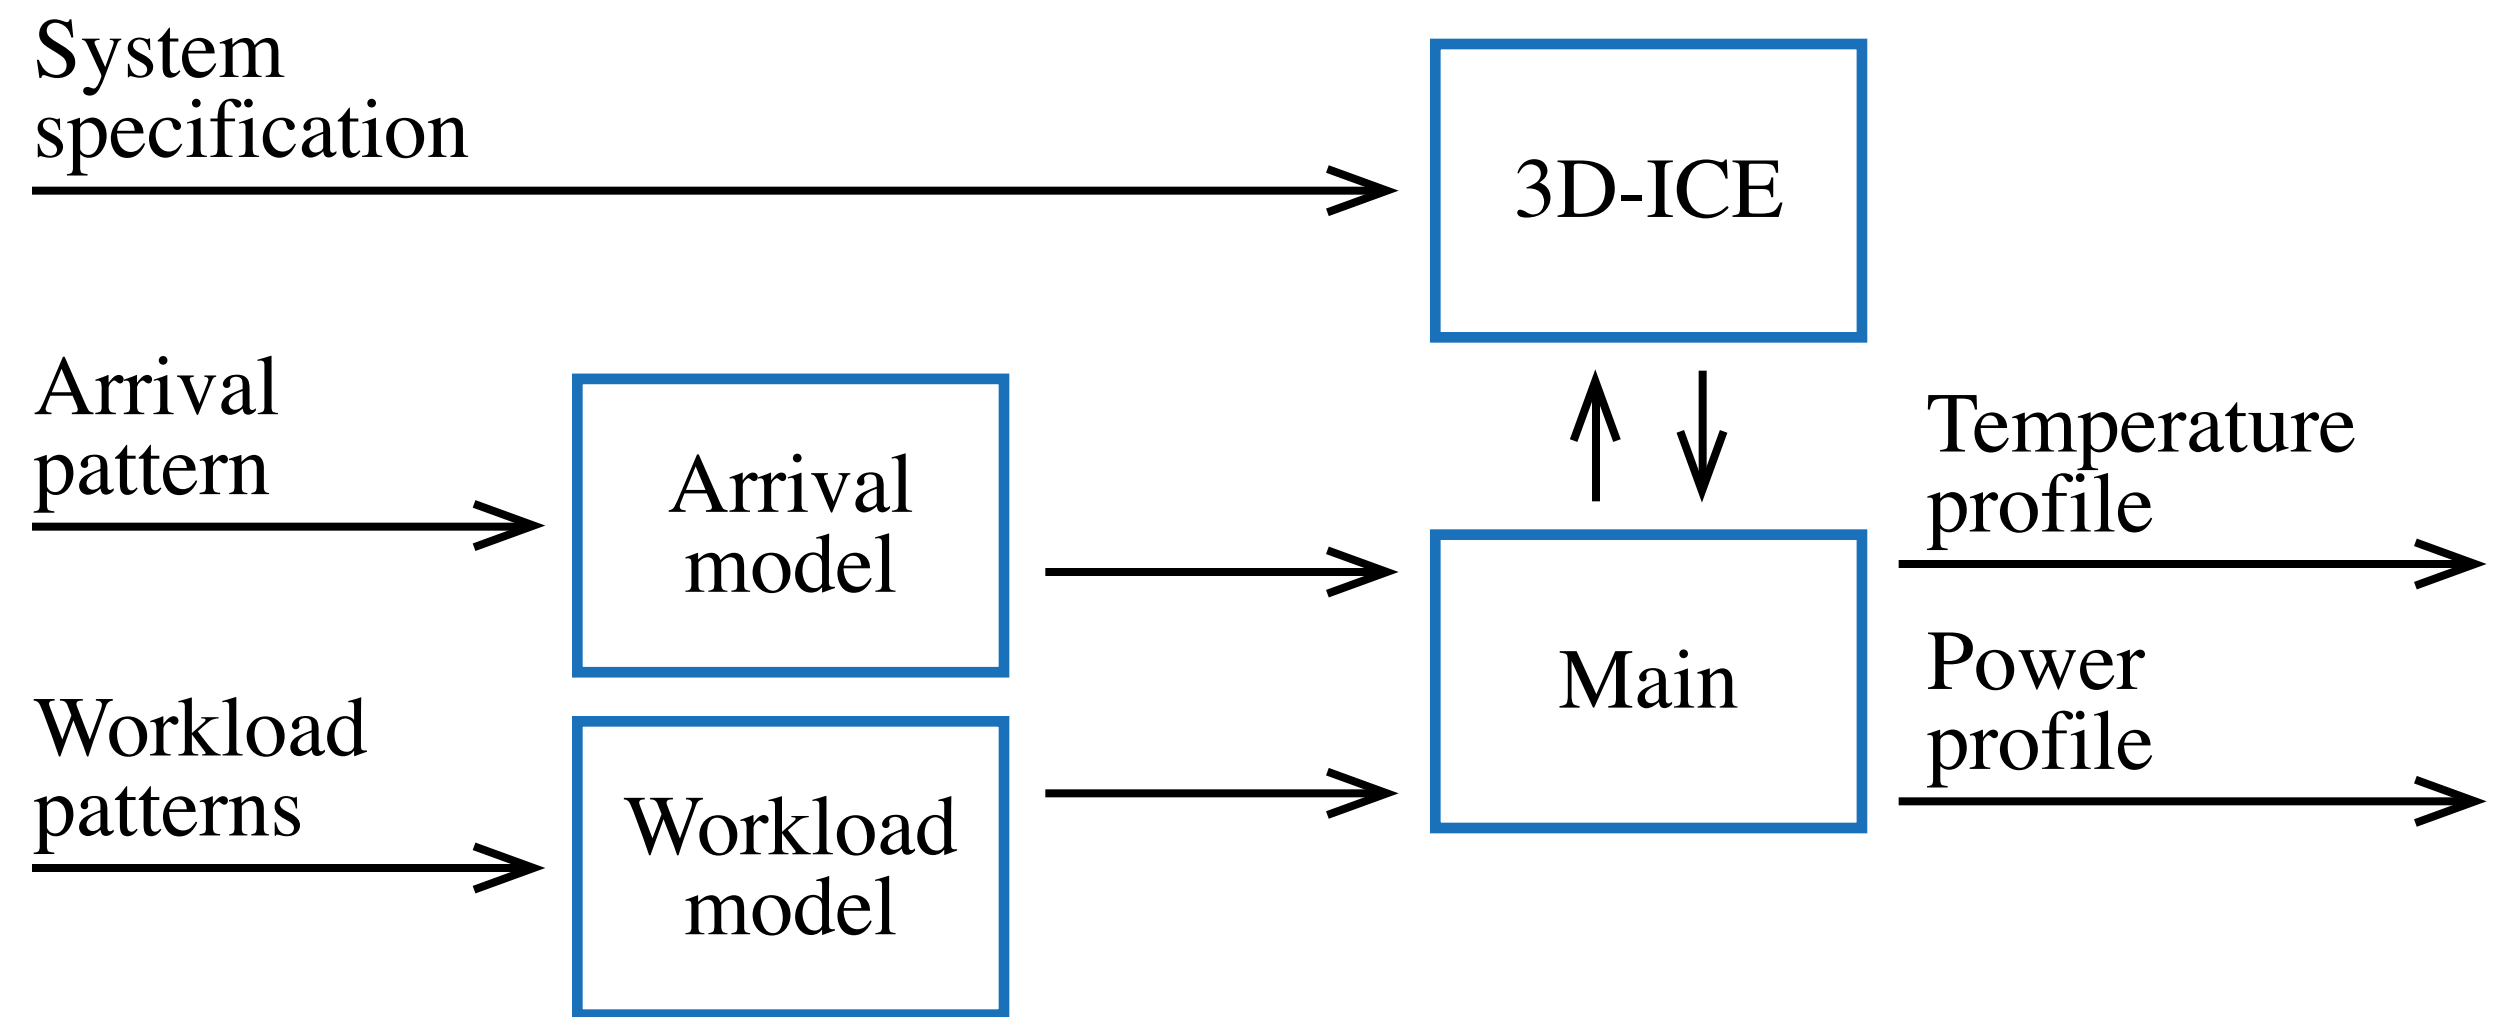 System
specification
3D-ICE
Arrival
pattern
Arrival
model
Temperature
profile
Main
Power
profile
Workload
patterns
Workload
model